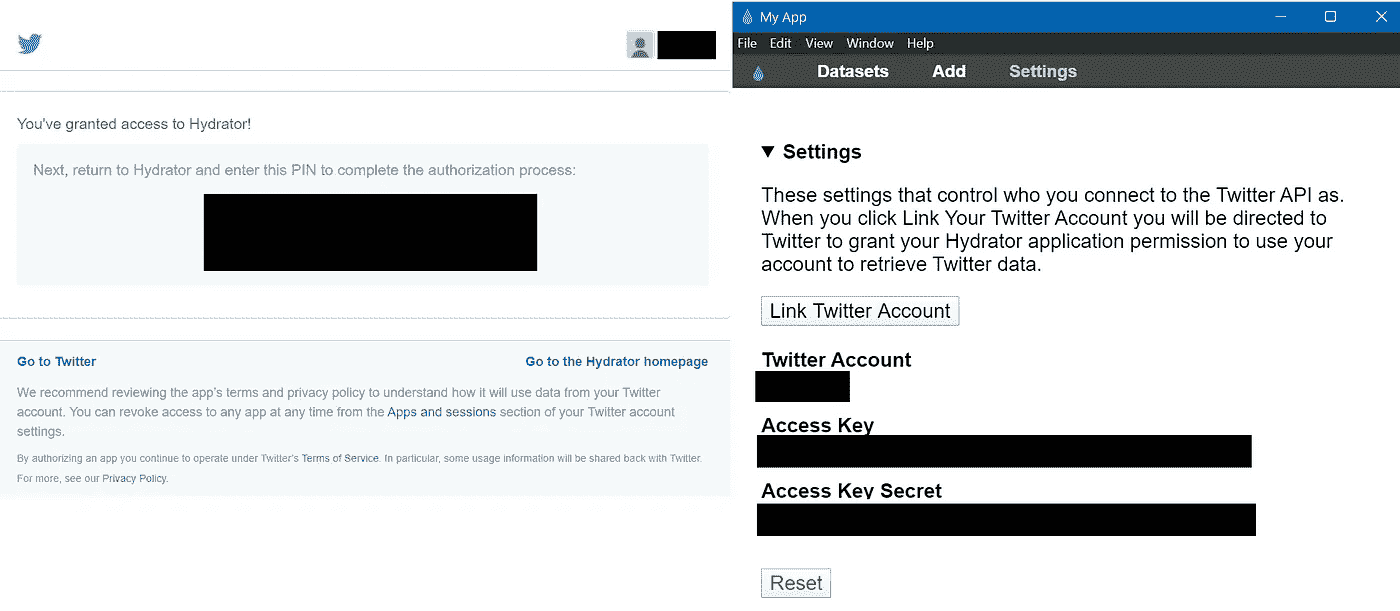 You've granted access to Hydrator!
Next, return to Hydrator and enter this PIN to complete the authorization process:
Go to Twitter
Go to the Hydrator homepage
We recommend reviewing the app's terms and privacy policy to understand how it will use data from your Twitter
account. You can revoke access to any app at any time from the Apps and sessions section of your Twitter account
settings.
By authorizing an app you continue to operate under Twitter's Terms of Service. In particular, some usage information will be shared back with Twitter.
For more, see our Privacy Policy.
My App
File Edit View Window Help
Datasets Add Settings
▼ Settings
These settings that control who you connect to the Twitter API as.
When you click Link Your Twitter Account you will be directed to
Twitter to grant your Hydrator application permission to use your
account to retrieve Twitter data.
Link Twitter Account
Twitter Account
Access Key
Access Key Secret
Reset